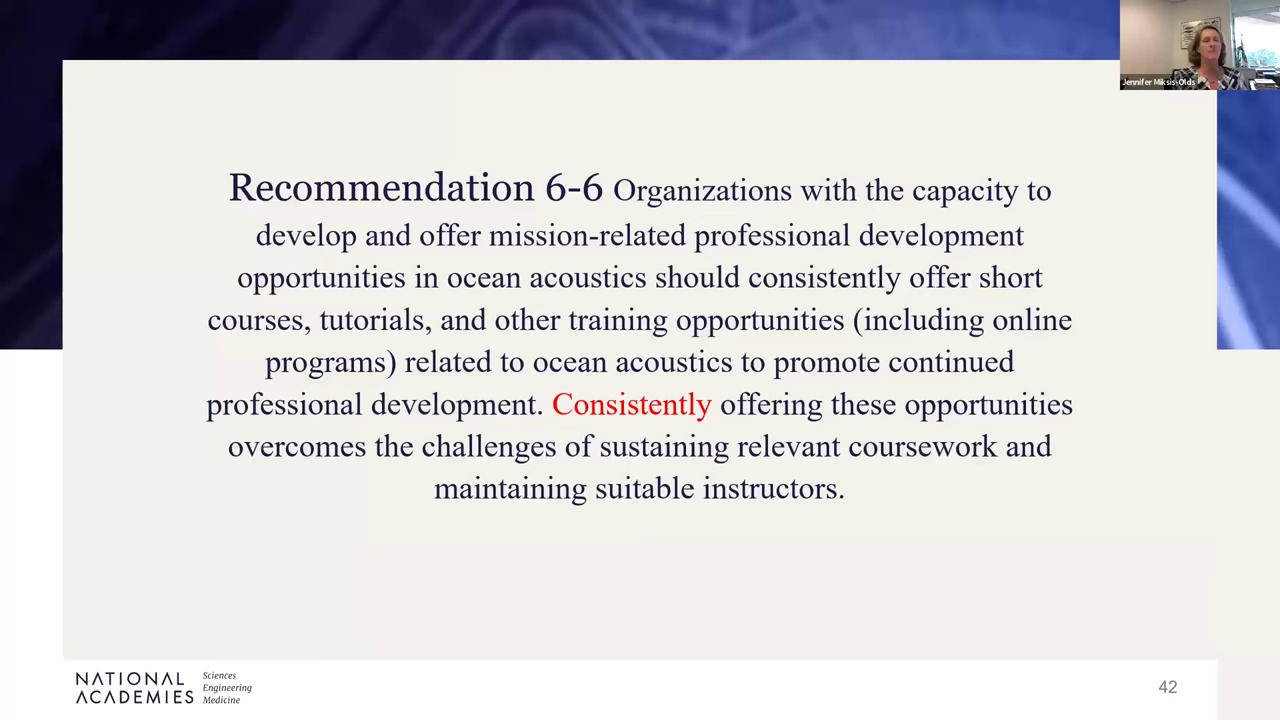 Jennifer Miksis-Olds
Recommendation 6-6 Organizations with the capacity to
develop and offer mission-related professional development
opportunities in ocean acoustics should consistently offer short
courses, tutorials, and other training opportunities (including online
programs) related to ocean acoustics to promote continued
professional development. Consistently offering these opportunities
overcomes the challenges of sustaining relevant coursework and
maintaining suitable instructors.
NATIONAL
ACADEMIES
Sciences
Engineering
Medicine
42